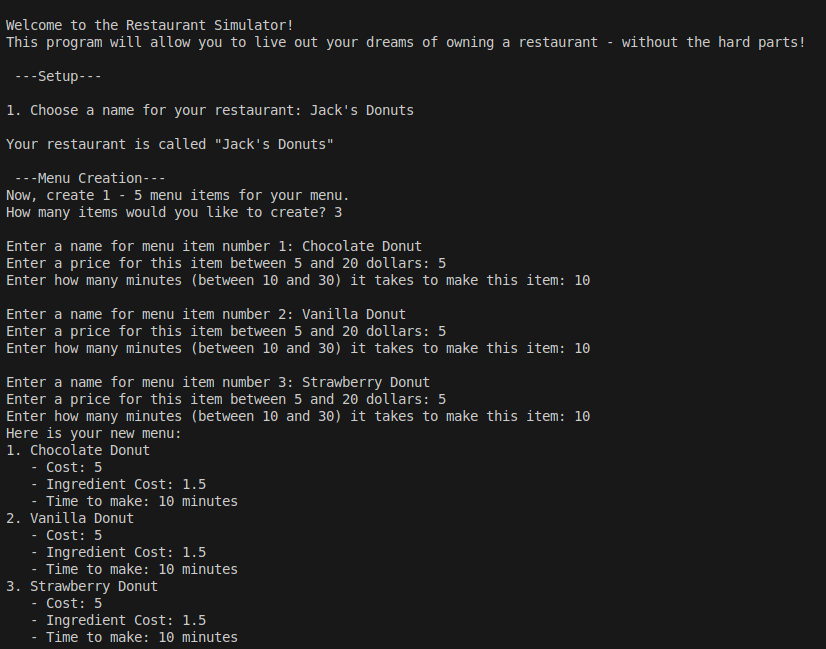 Welcome to the Restaurant Simulator!
This program will allow you to live out your dreams of owning a restaurant - without the hard parts!
---Setup---
1. Choose a name for your restaurant: Jack's Donuts
Your restaurant is called "Jack's Donuts"
---Menu Creation---
Now, create 1 - 5 menu items for your menu.
How many items would you like to create? 3
Enter a name for menu item number 1: Chocolate Donut
Enter a price for this item between 5 and 20 dollars: 5
Enter how many minutes (between 10 and 30) it takes to make this item: 10
Enter a name for menu item number 2: Vanilla Donut
Enter a price for this item between 5 and 20 dollars: 5
Enter how many minutes (between 10 and 30) it takes to make this item: 10
Enter a name for menu item number 3: Strawberry Donut
Enter a price for this item between 5 and 20 dollars: 5
Enter how many minutes (between 10 and 30) it takes to make this item: 10
Here is your new menu:
1. Chocolate Donut
- Cost: 5
- Ingredient Cost: 1.5
- Time to make: 10 minutes
2. Vanilla Donut
- Cost: 5
- Ingredient Cost: 1.5
- Time to make: 10 minutes
3. Strawberry Donut
- Cost: 5
- Ingredient Cost: 1.5
- Time to make: 10 minutes